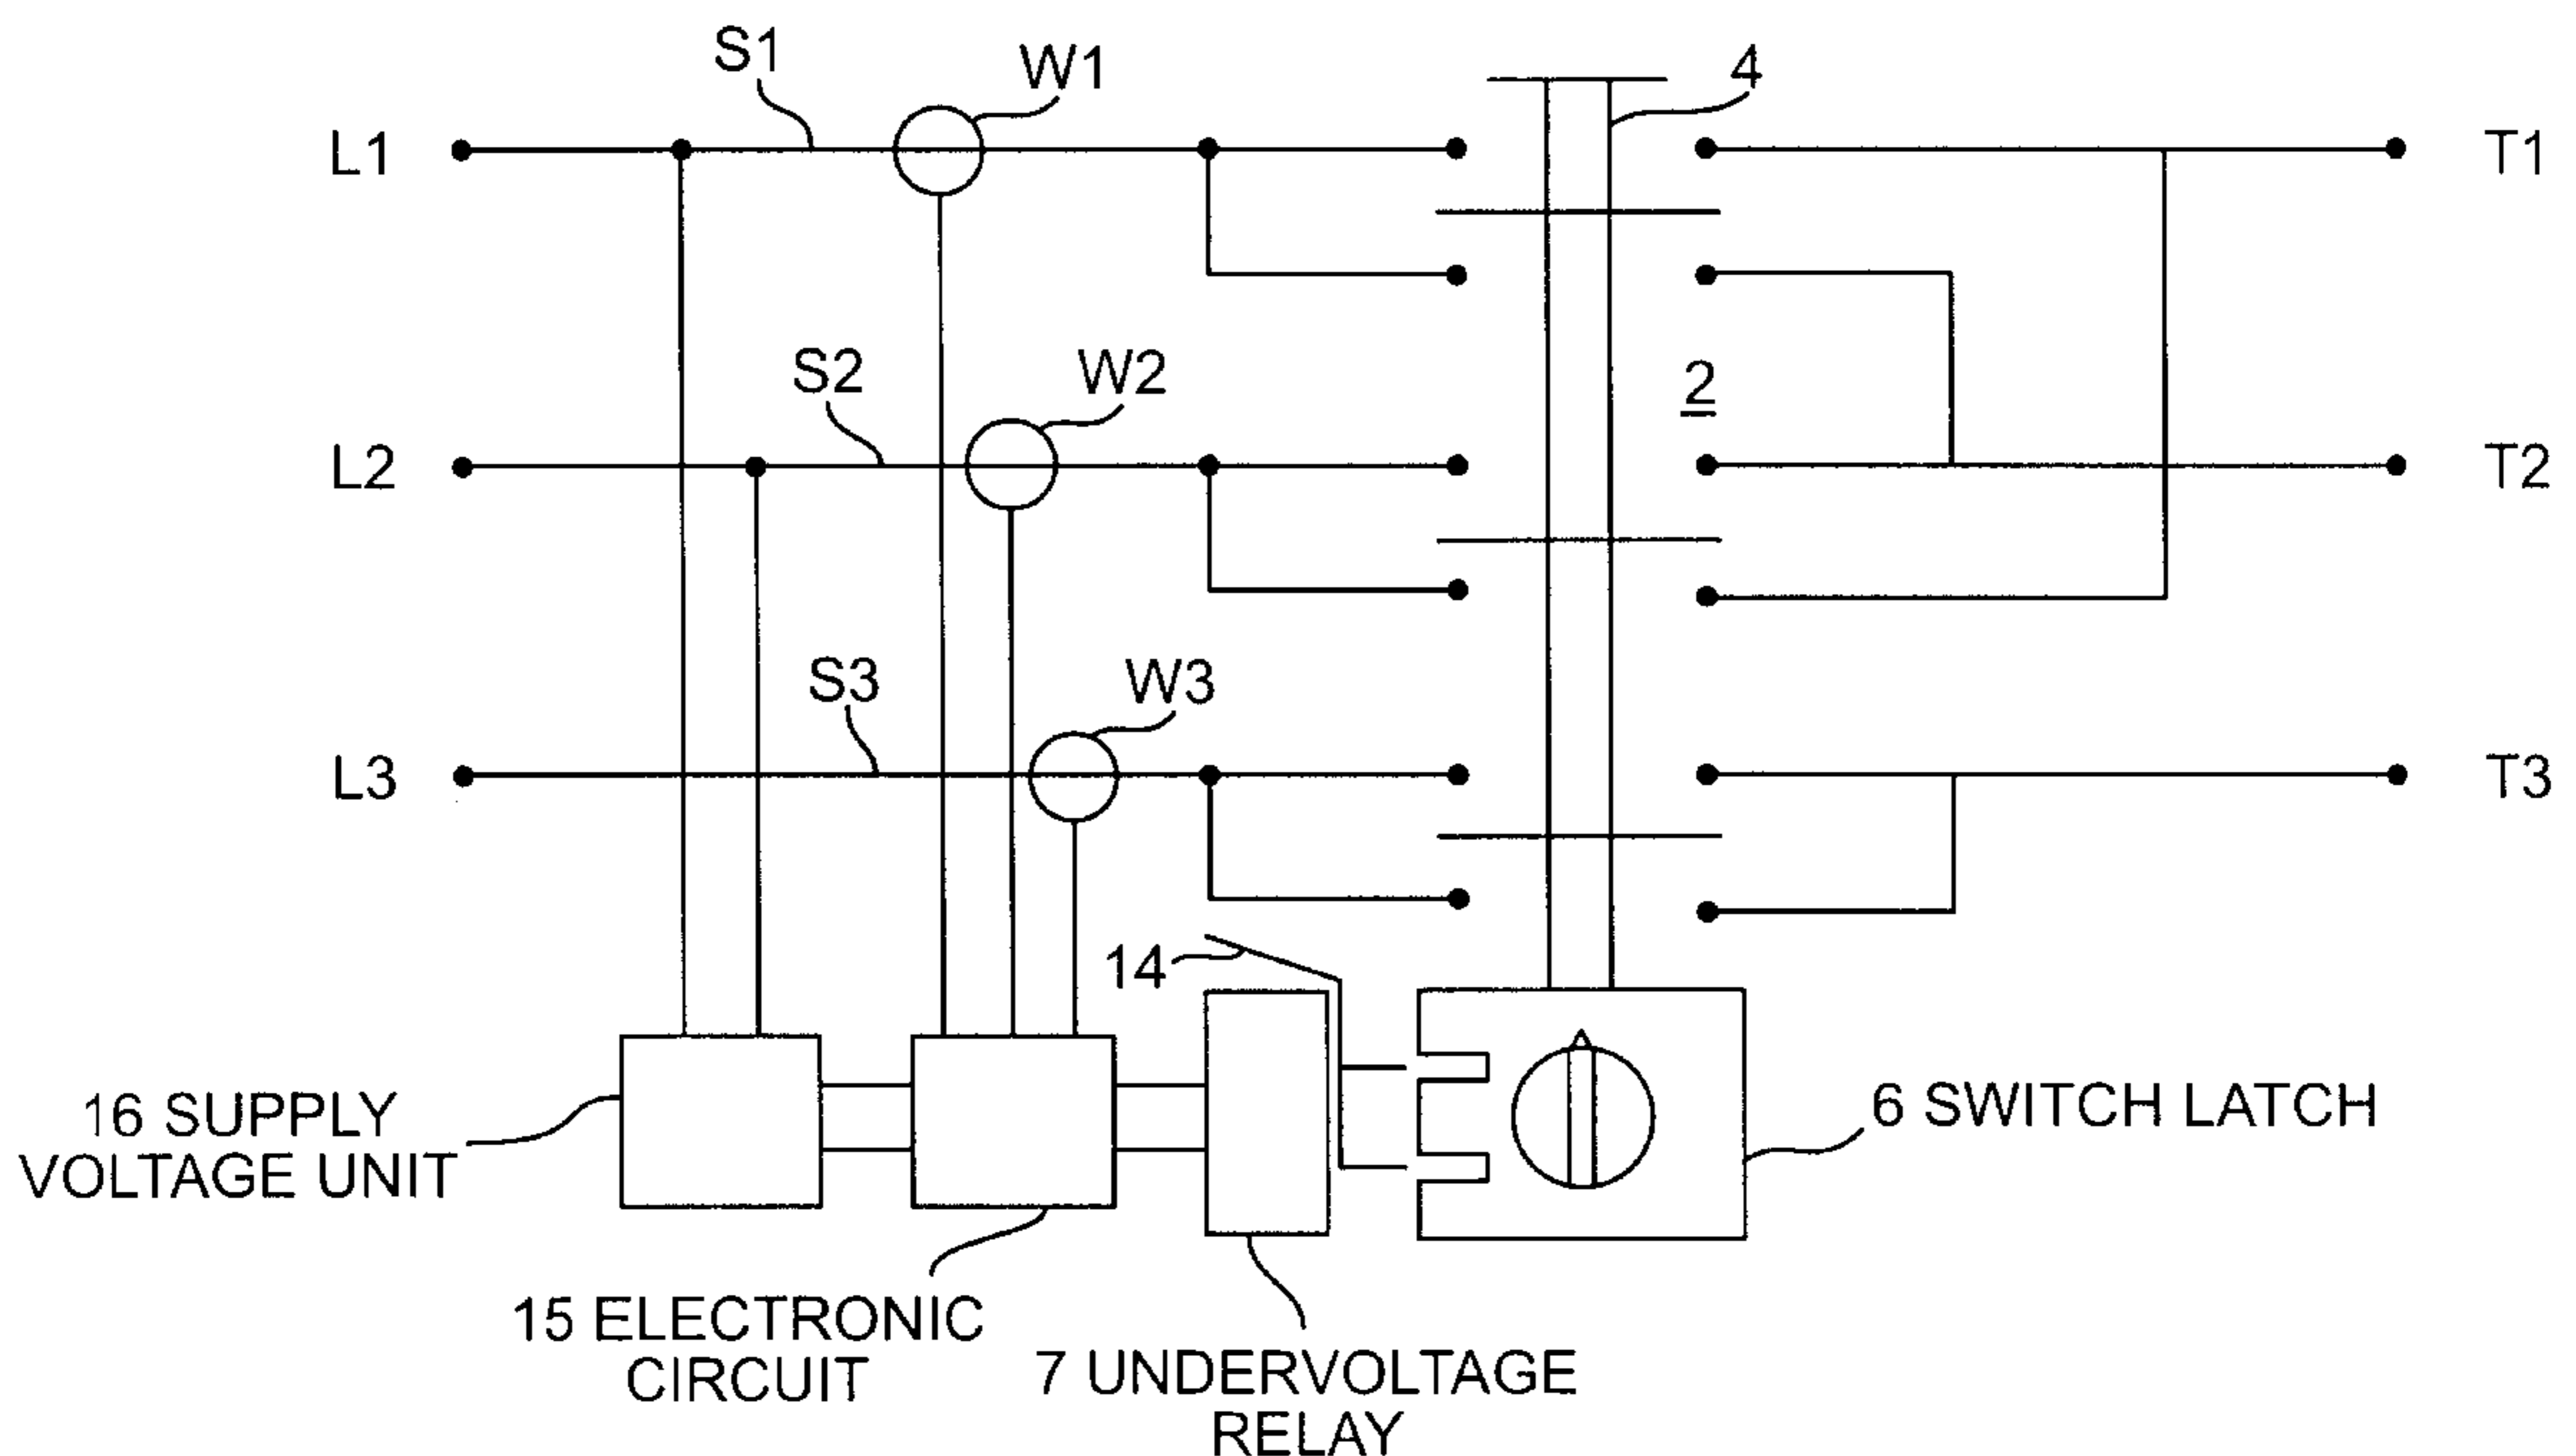 S1
W1
4
L1
T1
S2
W2
2
L2
T2
S3
W3
L3
T3
14
16 SUPPLY
VOLTAGE UNIT
6 SWITCH LATCH
15 ELECTRONIC
CIRCUIT
7 UNDERVOLTAGE
RELAY